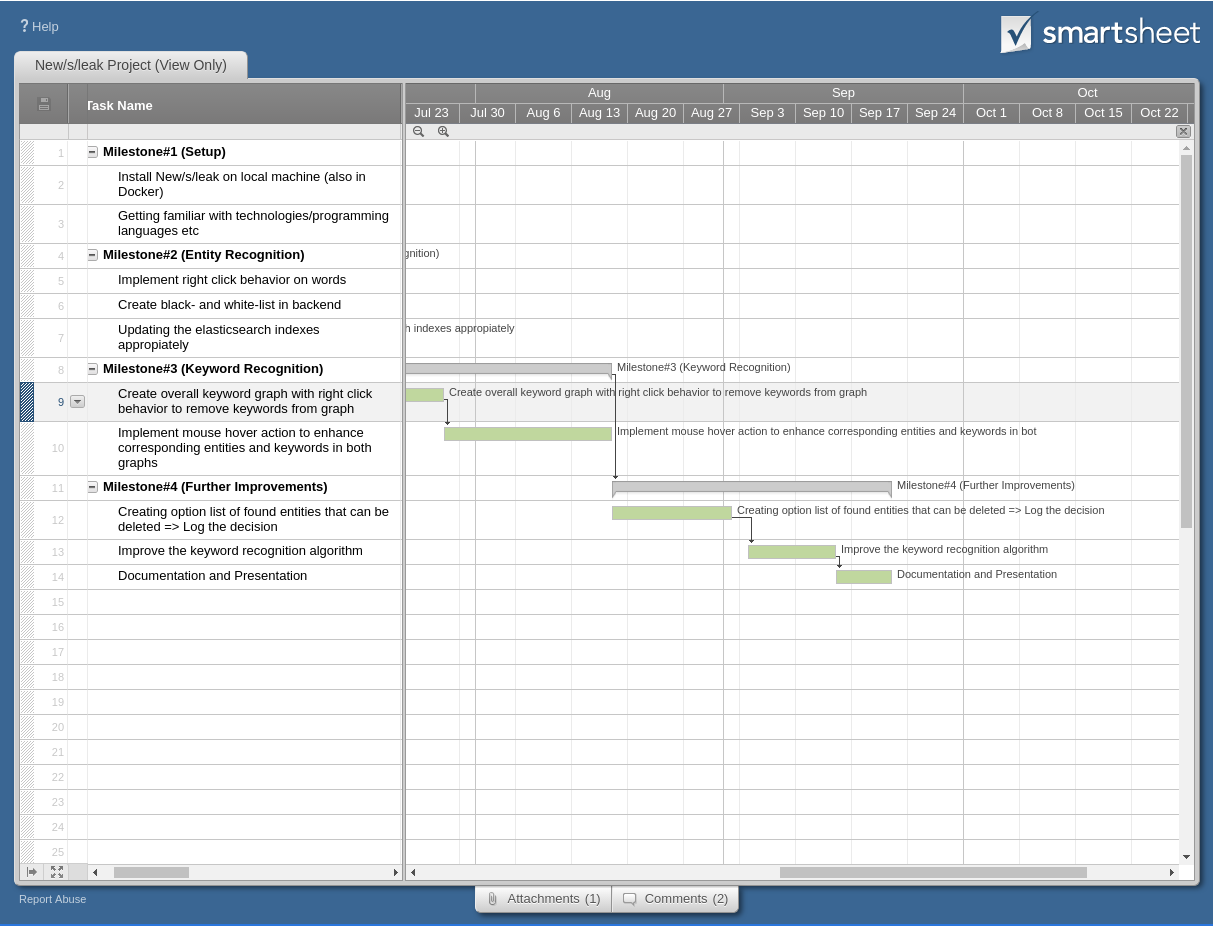 ? Help
smartsheet
New/s/leak Project (View Only)
Task Name
Aug Sep Oct
Jul 23 Jul 30 Aug 6 Aug 13 Aug 20 Aug 27 Sep 3 Sep 10 Sep 17 Sep 24 Oct 1 Oct 8 Oct 15 Oct 22
1 Milestone#1 (Setup)
2 Install New/s/leak on local machine (also in
Docker)
3 Getting familiar with technologies/programming
languages etc
4 Milestone#2 (Entity Recognition)
gnition)
5 Implement right click behavior on words
6 Create black- and white-list in backend
7 Updating the elasticsearch indexes
appropiately
h indexes appropiately
8 Milestone#3 (Keyword Recognition)
Milestone#3 (Keyword Recognition)
9 Create overall keyword graph with right click
behavior to remove keywords from graph
Create overall keyword graph with right click behavior to remove keywords from graph
10 Implement mouse hover action to enhance
corresponding entities and keywords in both
graphs
Implement mouse hover action to enhance corresponding entities and keywords in bot
11 Milestone#4 (Further Improvements)
Milestone#4 (Further Improvements)
12 Creating option list of found entities that can be
deleted => Log the decision
Creating option list of found entities that can be deleted => Log the decision
13 Improve the keyword recognition algorithm
Improve the keyword recognition algorithm
14 Documentation and Presentation
Documentation and Presentation
15
16
17
18
19
20
21
22
23
24
25
Report Abuse
Attachments (1) Comments (2)